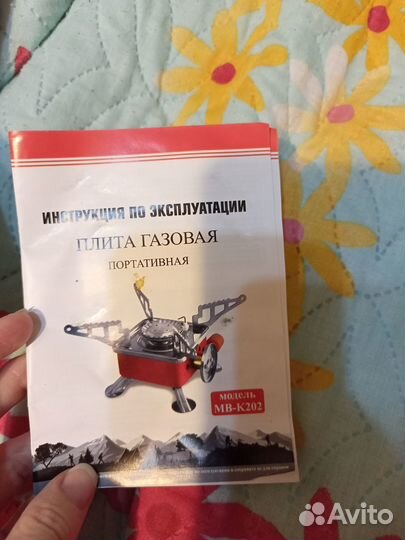 ИНСТРУКЦИЯ ПО ЭКСПЛУАТАЦИИ
ПЛИТА ГАЗОВАЯ
ПОРТАТИВНАЯ
модель
MB-K202
Avito